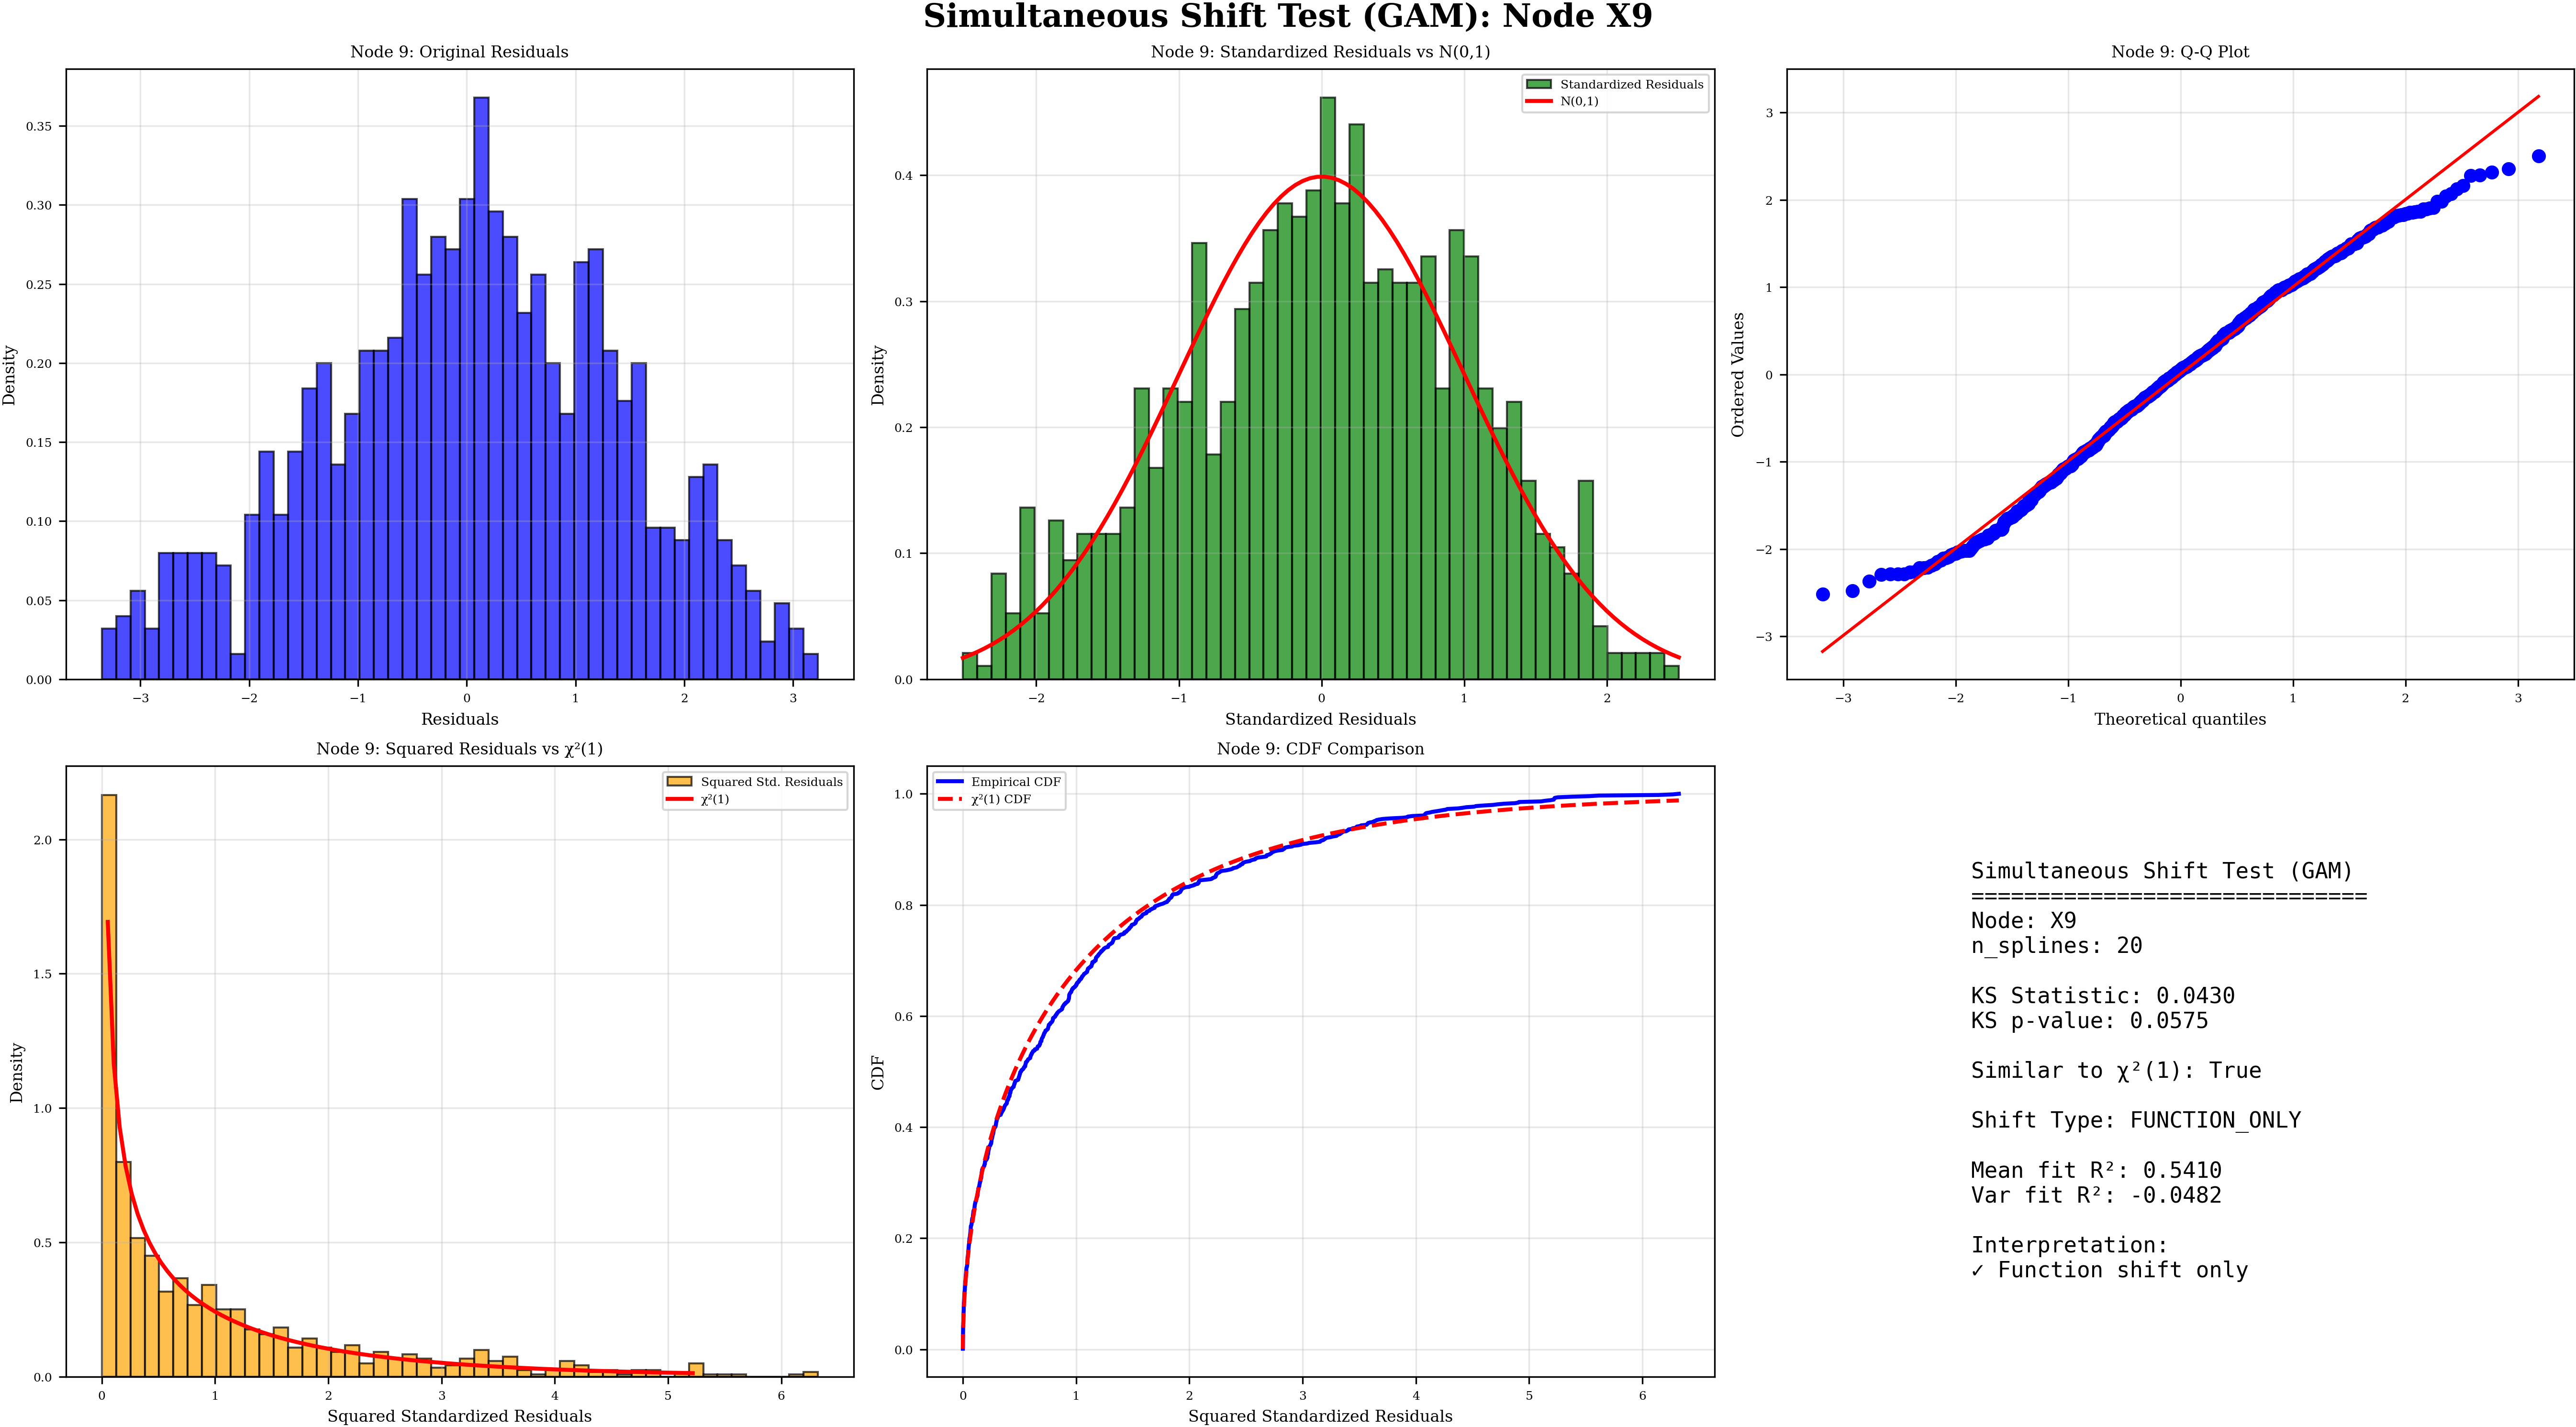 Simultaneous Shift Test (GAM): Node X9
Node 9: Original Residuals
Density
0.35
0.30
0.25
0.20
0.15
0.10
0.05
0.00
−3 −2 −1 0 1 2 3
Residuals
Node 9: Standardized Residuals vs N(0,1)
Standardized Residuals
N(0,1)
Density
0.4
0.3
0.2
0.1
0.0
−2 −1 0 1 2
Standardized Residuals
Node 9: Q-Q Plot
Ordered Values
3
2
1
0
−1
−2
−3
−3 −2 −1 0 1 2 3
Theoretical quantiles
Node 9: Squared Residuals vs χ²(1)
Squared Std. Residuals
χ²(1)
Density
2.0
1.5
1.0
0.5
0.0
0 1 2 3 4 5 6
Squared Standardized Residuals
Node 9: CDF Comparison
Empirical CDF
χ²(1) CDF
CDF
1.0
0.8
0.6
0.4
0.2
0.0
0 1 2 3 4 5 6
Squared Standardized Residuals
Simultaneous Shift Test (GAM)
==============================
Node: X9
n_splines: 20
KS Statistic: 0.0430
KS p-value: 0.0575
Similar to χ²(1): True
Shift Type: FUNCTION_ONLY
Mean fit R²: 0.5410
Var fit R²: -0.0482
Interpretation:
✓ Function shift only